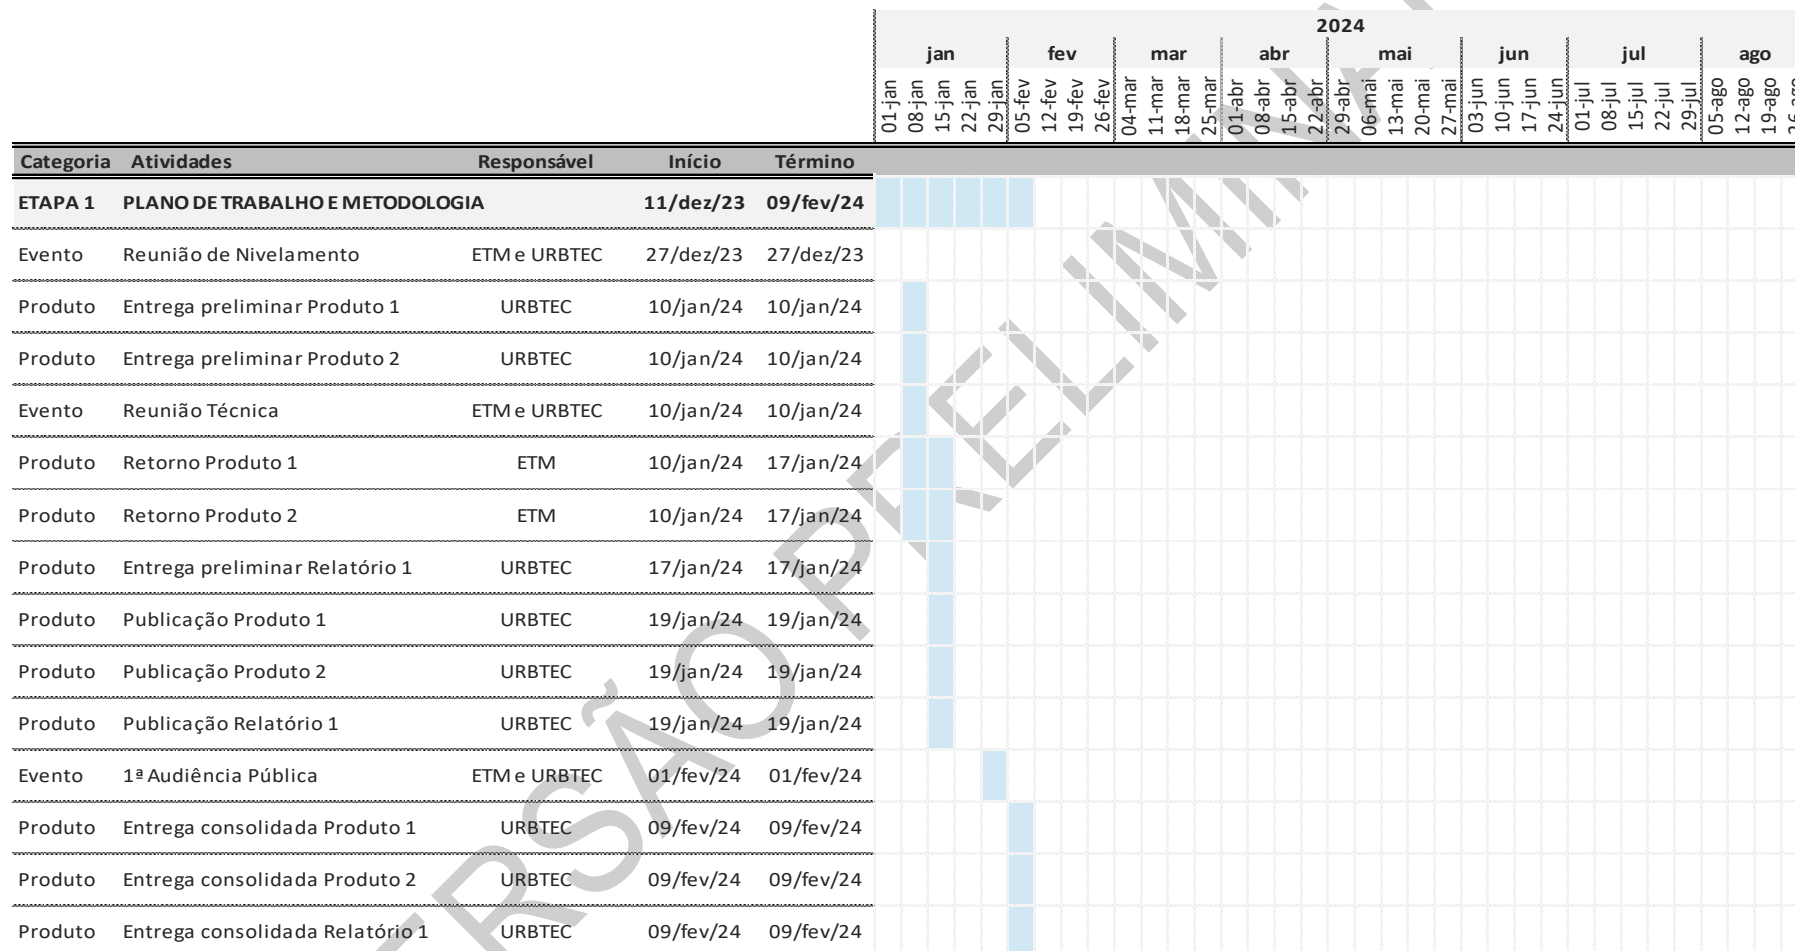 2024
jan fev mar abr mai jun jul ago
01-jan 08-jan 15-jan 22-jan 29-jan 05-fev 12-fev 19-fev 26-fev 04-mar 11-mar 18-mar 25-mar 01-abr 08-abr 15-abr 22-abr 29-abr 06-mai 13-mai 20-mai 27-mai 03-jun 10-jun 17-jun 24-jun 01-jul 08-jul 15-jul 22-jul 29-jul 05-ago 12-ago 19-ago 26-ago
Categoria Atividades Responsável Início Término
ETAPA 1 PLANO DE TRABALHO E METODOLOGIA 11/dez/23 09/fev/24
Evento Reunião de Nivelamento ETM e URBTEC 27/dez/23 27/dez/23
Produto Entrega preliminar Produto 1 URBTEC 10/jan/24 10/jan/24
Produto Entrega preliminar Produto 2 URBTEC 10/jan/24 10/jan/24
Evento Reunião Técnica ETM e URBTEC 10/jan/24 10/jan/24
Produto Retorno Produto 1 ETM 10/jan/24 17/jan/24
Produto Retorno Produto 2 ETM 10/jan/24 17/jan/24
Produto Entrega preliminar Relatório 1 URBTEC 17/jan/24 17/jan/24
Produto Publicação Produto 1 URBTEC 19/jan/24 19/jan/24
Produto Publicação Produto 2 URBTEC 19/jan/24 19/jan/24
Produto Publicação Relatório 1 URBTEC 19/jan/24 19/jan/24
Evento 1ª Audiência Pública ETM e URBTEC 01/fev/24 01/fev/24
Produto Entrega consolidada Produto 1 URBTEC 09/fev/24 09/fev/24
Produto Entrega consolidada Produto 2 URBTEC 09/fev/24 09/fev/24
Produto Entrega consolidada Relatório 1 URBTEC 09/fev/24 09/fev/24
ERSÃO PRELIMINA